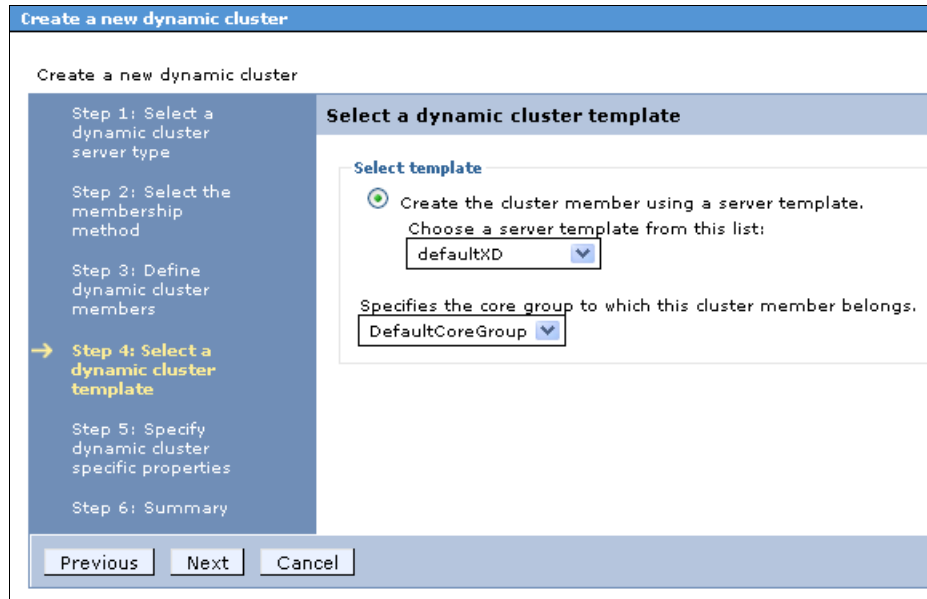 Create a new dynamic cluster
Create a new dynamic cluster
Step 1: Select a
dynamic cluster
server type
Step 2: Select the
membership
method
Step 3: Define
dynamic cluster
members
Step 4: Select a
dynamic cluster
template
Step 5: Specify
dynamic cluster
specific properties
Step 6: Summary
Select a dynamic cluster template
Select template
Create the cluster member using a server template.
Choose a server template from this list:
defaultXD
Specifies the core group to which this cluster member belongs.
DefaultCoreGroup
Previous
Next
Cancel